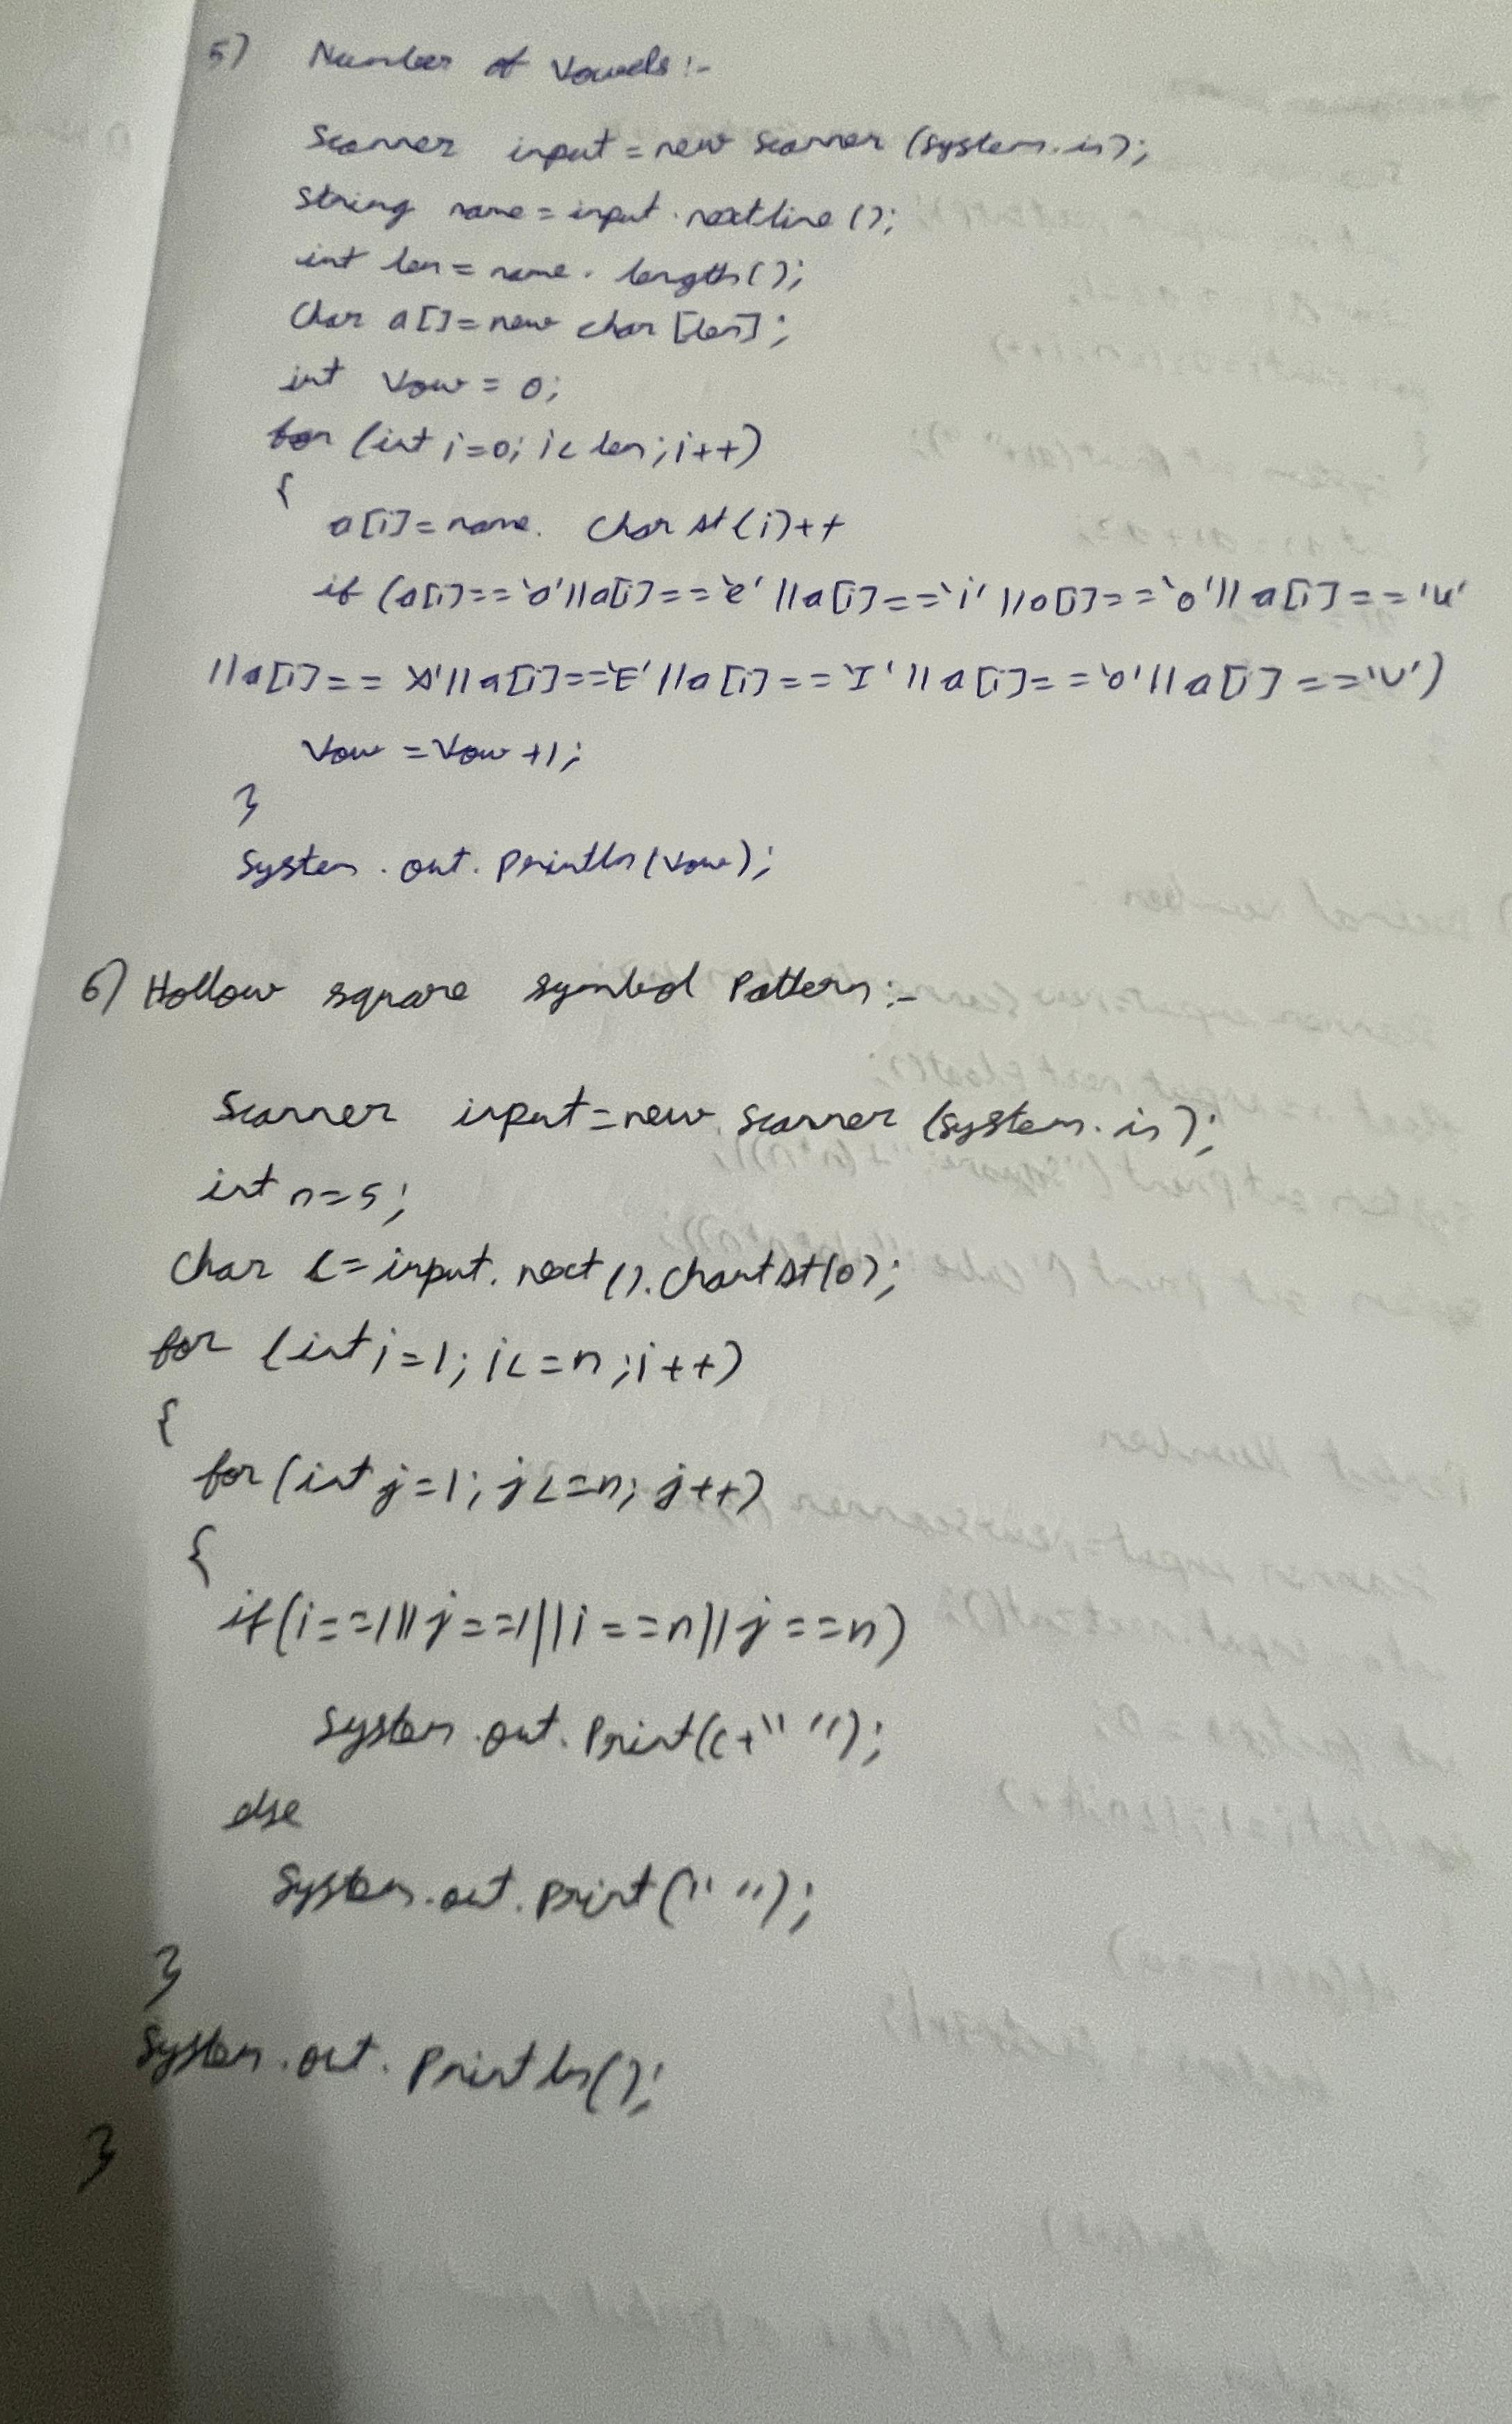 5) Number of Vowels :-
Scanner input = new Scanner (System.in);
String name = input.nextline ();
int len = name. length();
Char a[] = new char [len];
int Vow = 0;
for (int i=0; i< len; i++)
{
a[i] = name. Char At (i)++
if (a[i]=='a'||a[i]=='e'||a[i]=='i'||a[i]=='o'||a[i]=='u'
||a[i]=='A'||a[i]=='E'||a[i]=='I'||a[i]=='O'||a[i]=='U')
Vow = Vow +1;
}
System.out.println(Vow);
6) Hollow square symbol Pattern:-
Scanner input = new Scanner (System.in);
int n=5;
Char c = input.next().ChartAt(0);
for (int i=1; i<=n; i++)
{
for (int j=1; j<=n; j++)
{
if(i==1||j==1||i==n||j==n)
System.out.Print(c+" ");
else
System.out.print(" ");
}
System.out.Println();
}